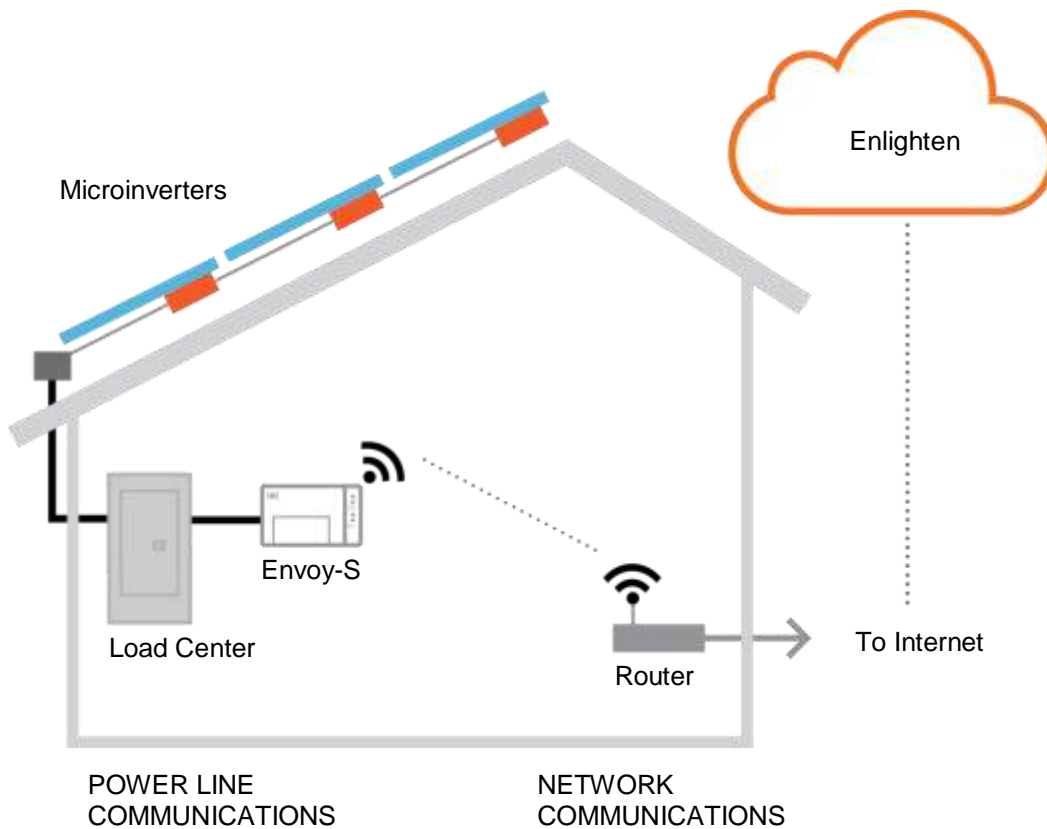 Enlighten
Microinverters
Envoy-S
Load Center
Router
To Internet
POWER LINE
COMMUNICATIONS
NETWORK
COMMUNICATIONS